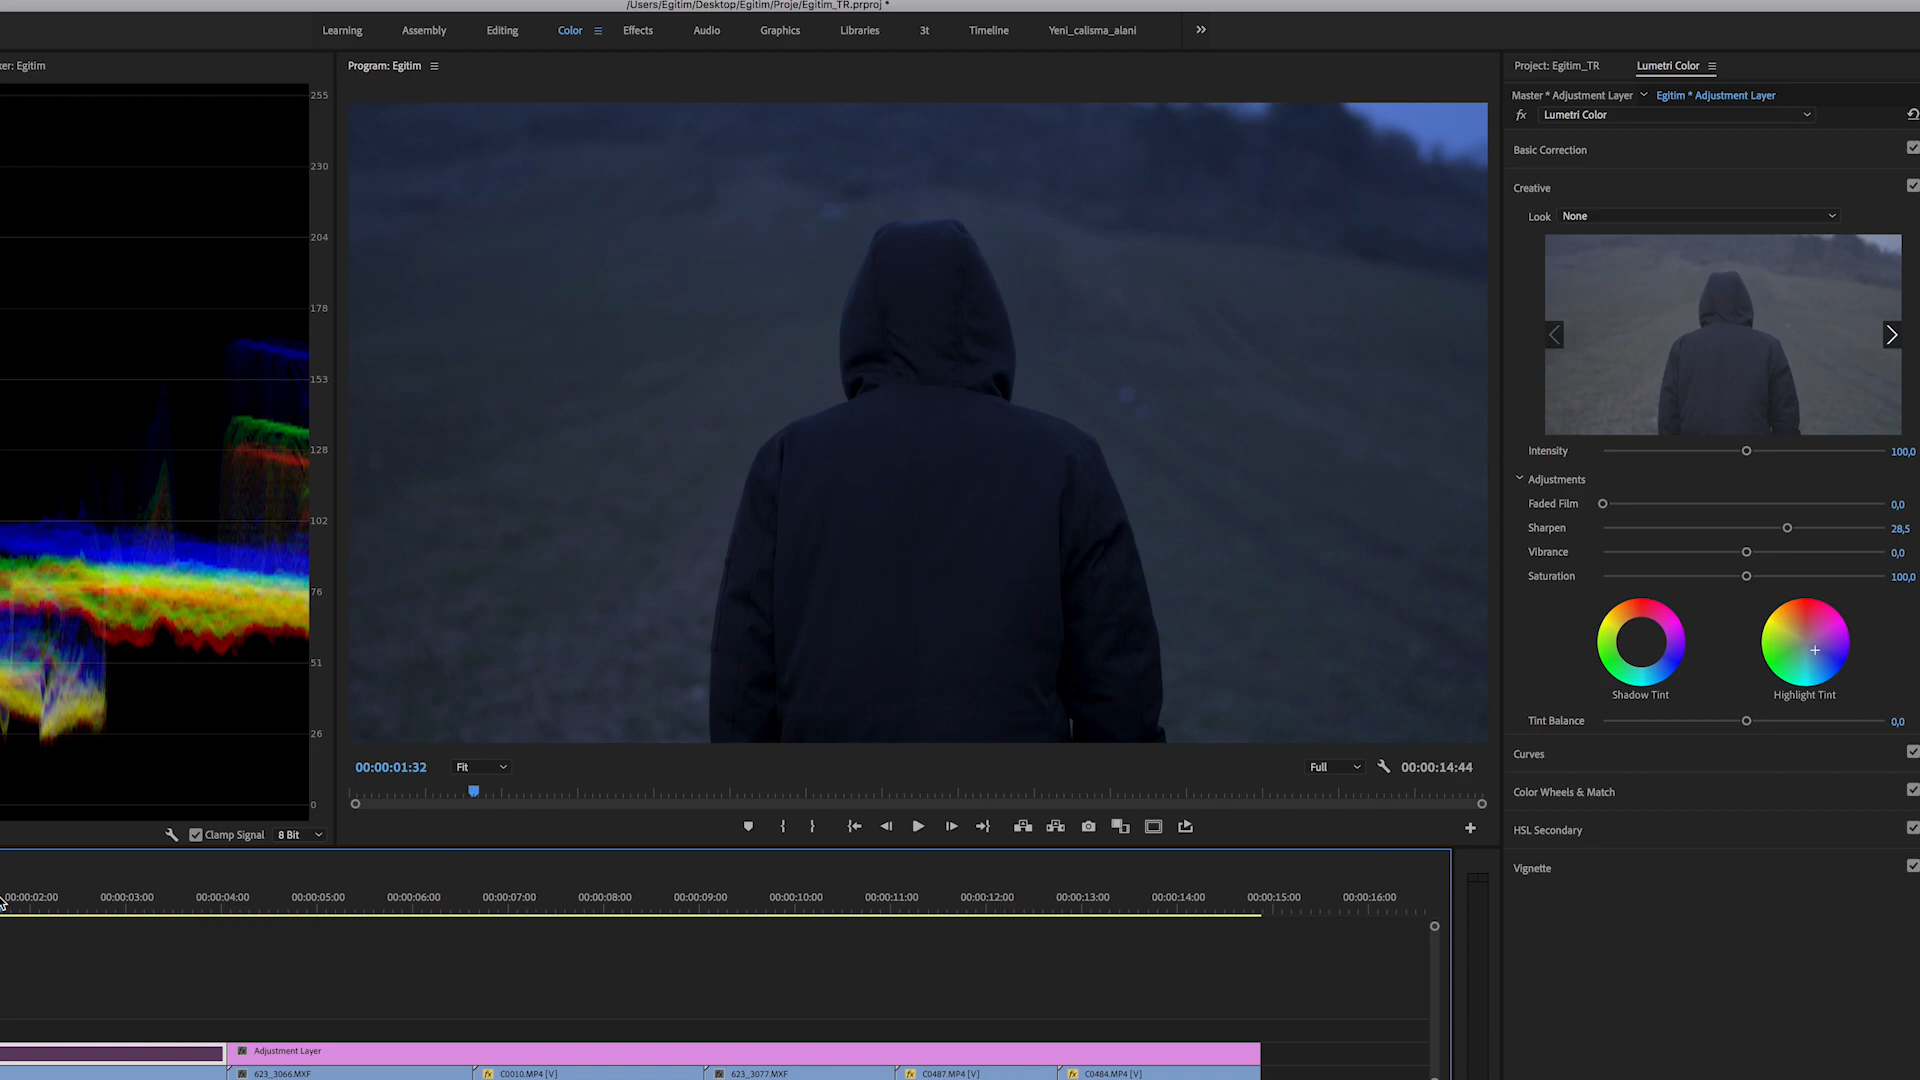 /Users/Egitim/Desktop/Egitim/Proje/Egitim_TR.prproj *
Learning Assembly Editing Color Effects Audio Graphics Libraries 3t Timeline Yeni_calisma_alani
er: Egitim
Program: Egitim
Project: Egitim_TR Lumetri Color
Master * Adjustment Layer Egitim * Adjustment Layer
fx Lumetri Color
Basic Correction
Creative
Look None
Intensity 100,0
Adjustments
Faded Film 0,0
Sharpen 28,5
Vibrance 0,0
Saturation 100,0
Shadow Tint Highlight Tint
Tint Balance 0,0
Curves
Color Wheels & Match
HSL Secondary
Vignette
255
230
204
178
153
128
102
76
51
26
0
Clamp Signal 8 Bit
00:00:01:32 Fit Full 00:00:14:44
00:00:02:00 00:00:03:00 00:00:04:00 00:00:05:00 00:00:06:00 00:00:07:00 00:00:08:00 00:00:09:00 00:00:10:00 00:00:11:00 00:00:12:00 00:00:13:00 00:00:14:00 00:00:15:00 00:00:16:00
fx Adjustment Layer
fx 623_3066.MXF fx C0010.MP4 [V] fx 623_3077.MXF fx C0487.MP4 [V] fx C0484.MP4 [V]